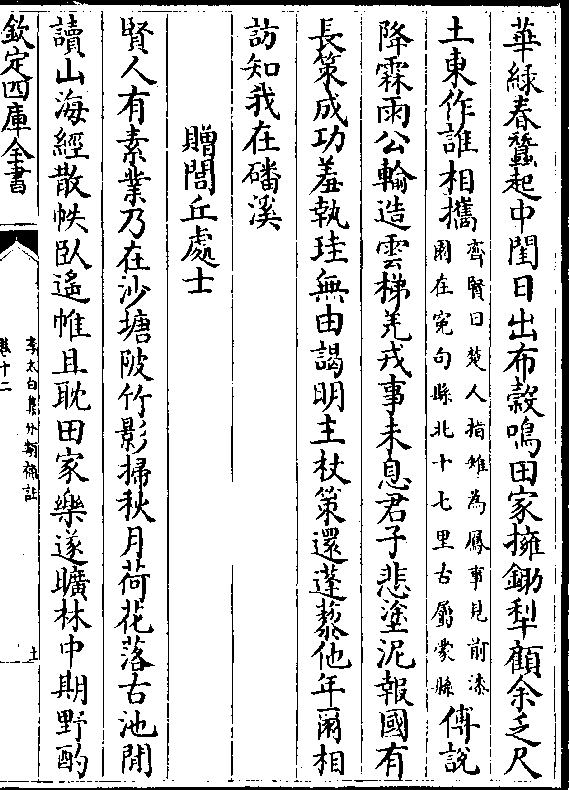 華緑春蠶起中閨日出布穀鳴田家擁鋤犁顧余乏尺
土東作誰相攜
齊賢曰楚人指雉為鳳事見前漆
園在宛句縣北十七里古屬蒙縣
傅說
降霖雨公輸造雲梯羌戎事未息君子悲塗泥報國有
長策成功羞執珪無由謁明主杖策還蓬藜他年爾相
訪知我在磻溪
贈閭丘處士
賢人有素業乃在沙塘陂竹影掃秋月荷花落古池閒
讀山海經散帙臥遙帷且耽田家樂遂曠林中期野酌
欽定四庫全書
李太白集分類補註
卷十二
十一